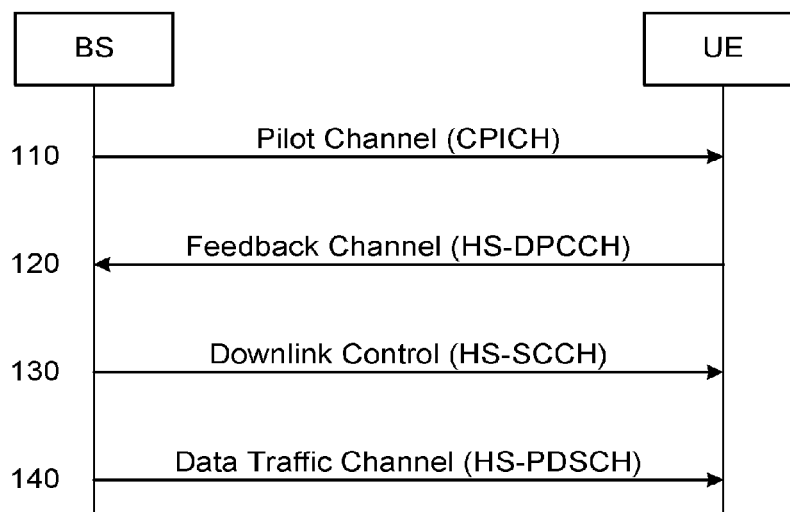 BS UE
110 Pilot Channel (CPICH)
120 Feedback Channel (HS-DPCCH)
130 Downlink Control (HS-SCCH)
140 Data Traffic Channel (HS-PDSCH)